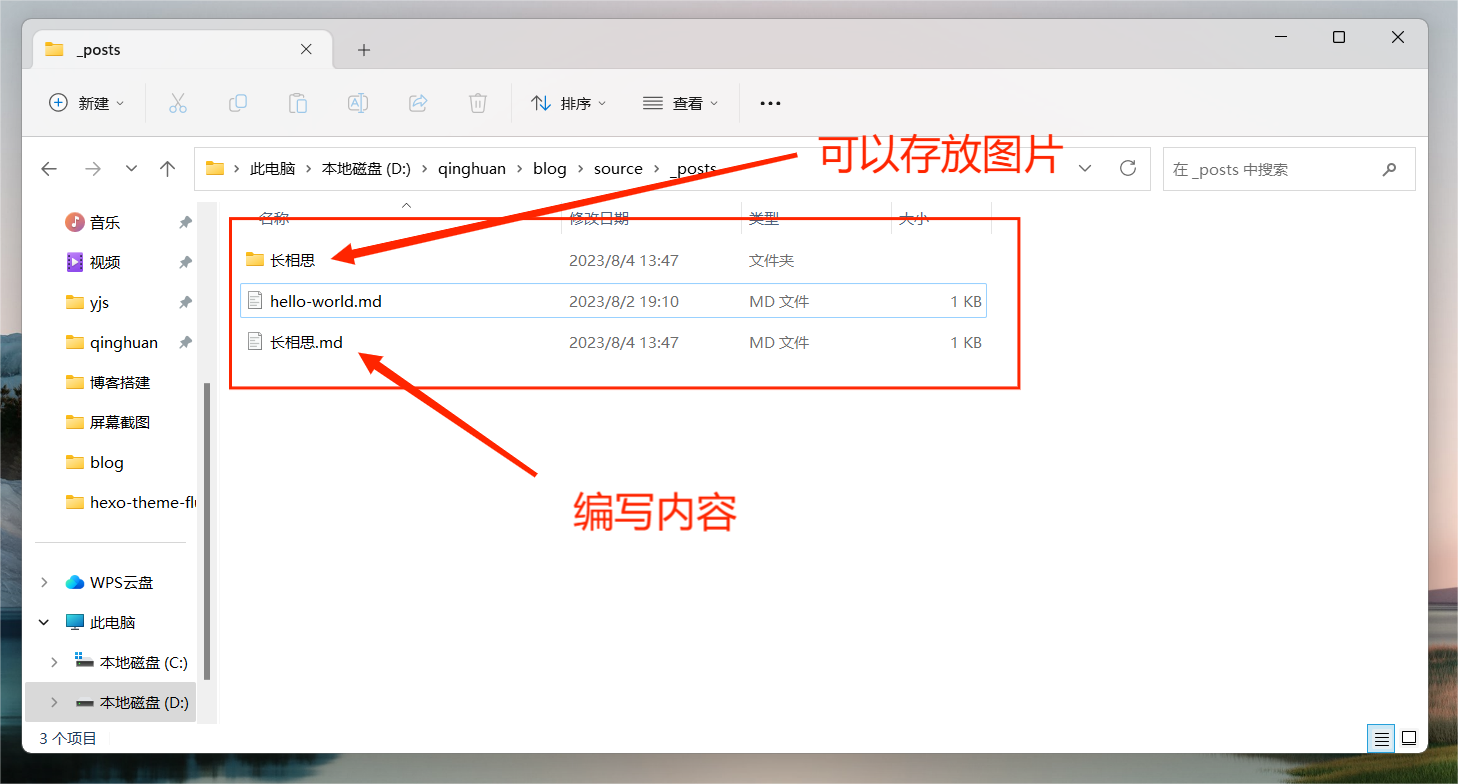 _posts
新建
排序
查看
此电脑 本地磁盘 (D:) qinghuan blog source _posts
在 _posts 中搜索
可以存放图片
名称 修改日期 类型 大小
长相思 2023/8/4 13:47 文件夹
hello-world.md 2023/8/2 19:10 MD 文件 1 KB
长相思.md 2023/8/4 13:47 MD 文件 1 KB
编写内容
音乐
视频
yjs
qinghuan
博客搭建
屏幕截图
blog
hexo-theme-flu
WPS云盘
此电脑
本地磁盘 (C:)
本地磁盘 (D:)
3 个项目